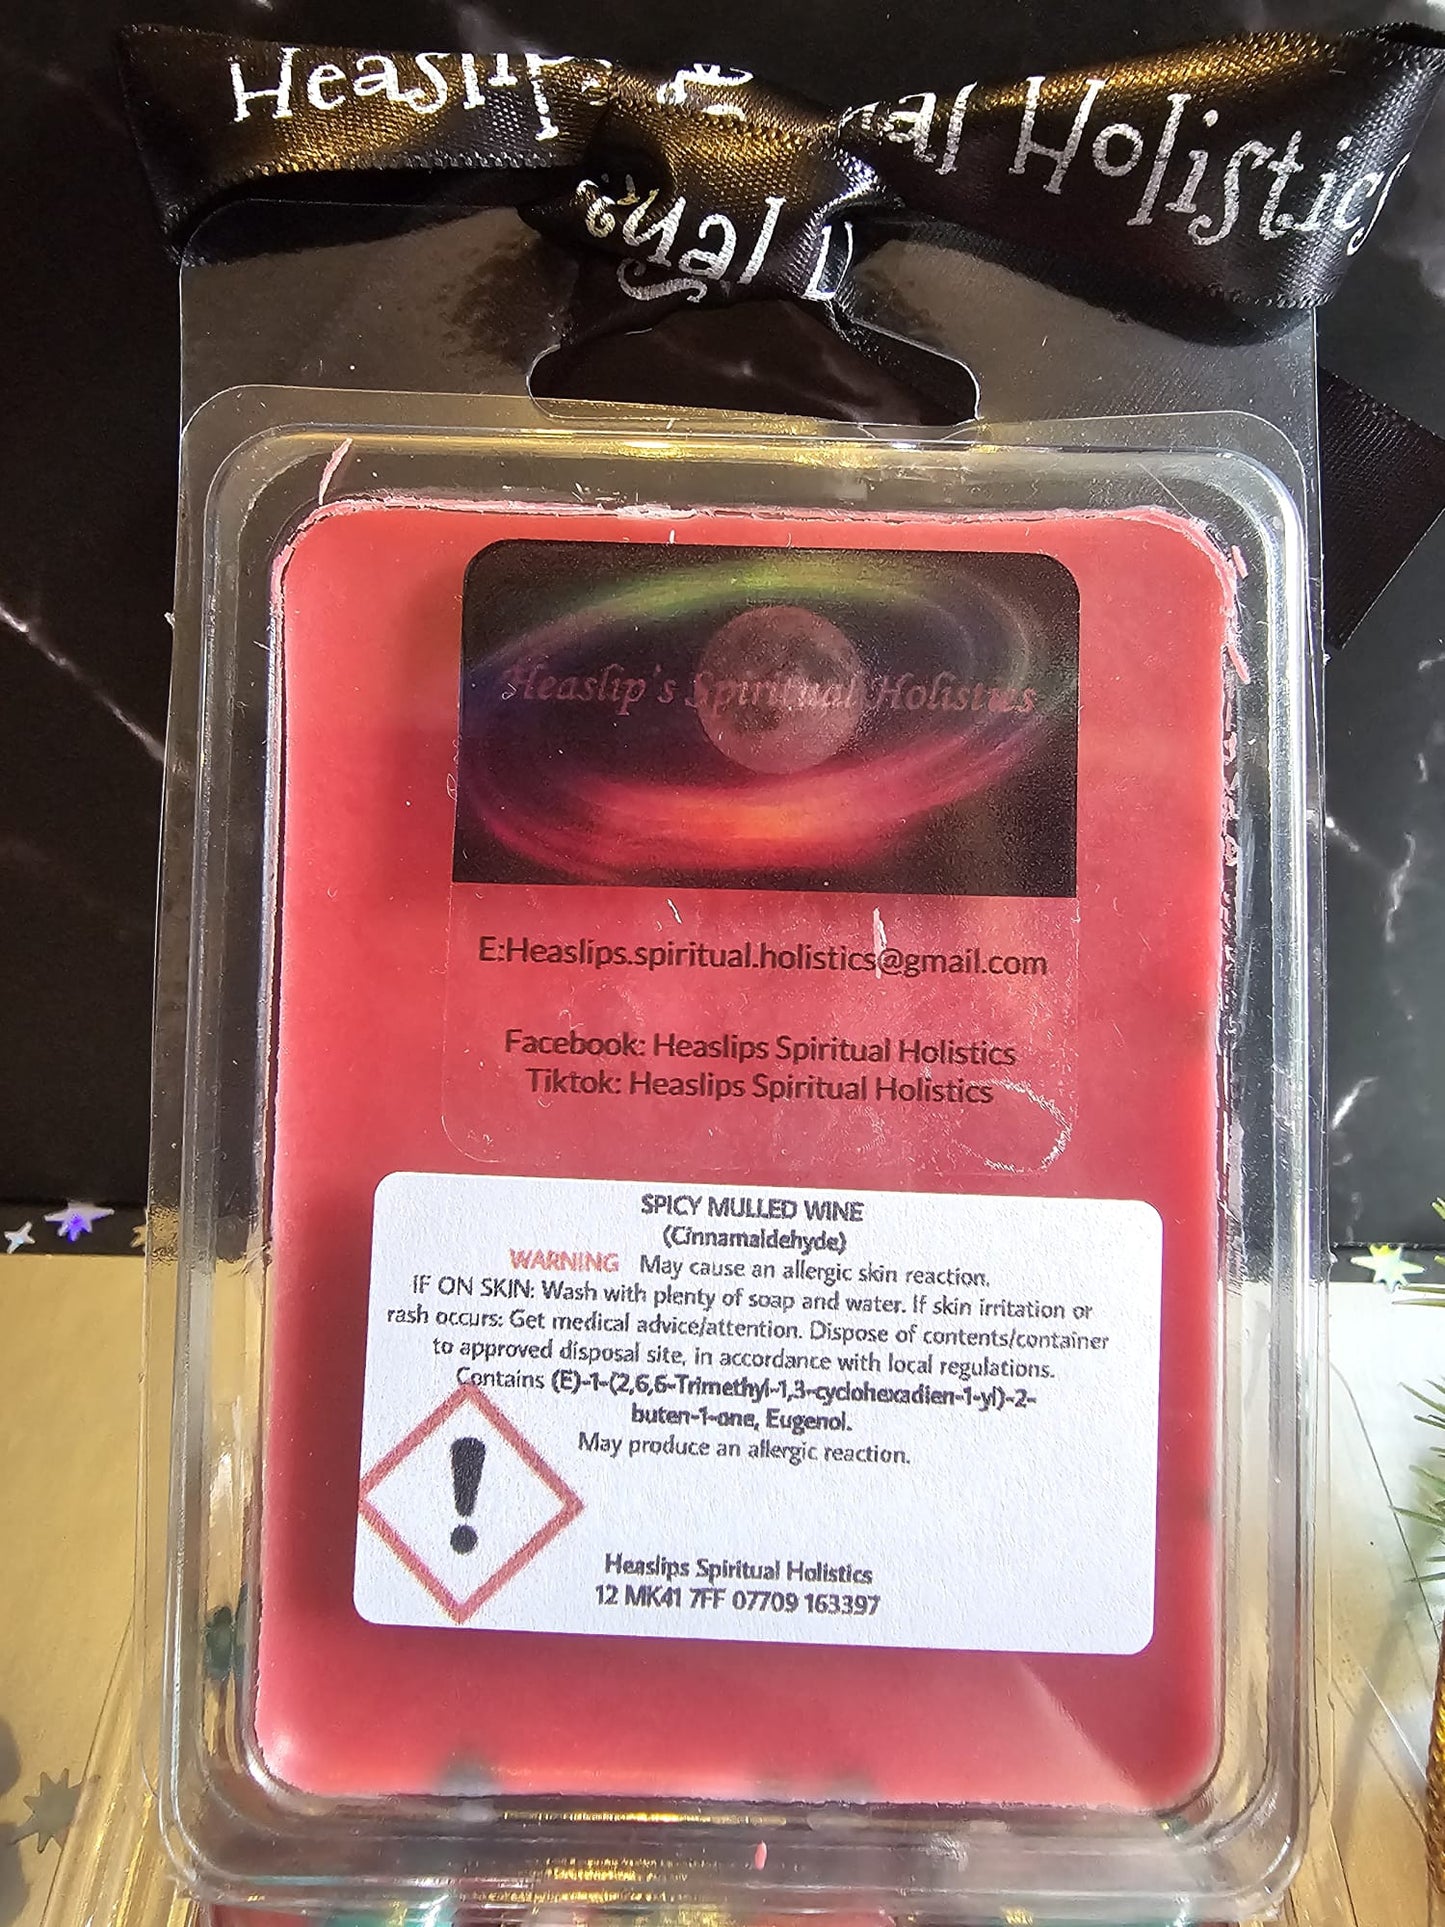 Heaslip's
Holistics
Heaslip's Spiritual Holistics
E:Heaslips.spiritual.holistics@gmail.com
Facebook: Heaslips Spiritual Holistics
Tiktok: Heaslips Spiritual Holistics
SPICY MULLED WINE
(Cinnamaldehyde)
WARNING May cause an allergic skin reaction.
IF ON SKIN: Wash with plenty of soap and water. If skin irritation or
rash occurs: Get medical advice/attention. Dispose of contents/container
to approved disposal site, in accordance with local regulations.
Contains (E)-1-(2,6,6-Trimethyl-1,3-cyclohexadien-1-yl)-2-
buten-1-one, Eugenol.
May produce an allergic reaction.
Heaslips Spiritual Holistics
12 MK41 7FF 07709 163397